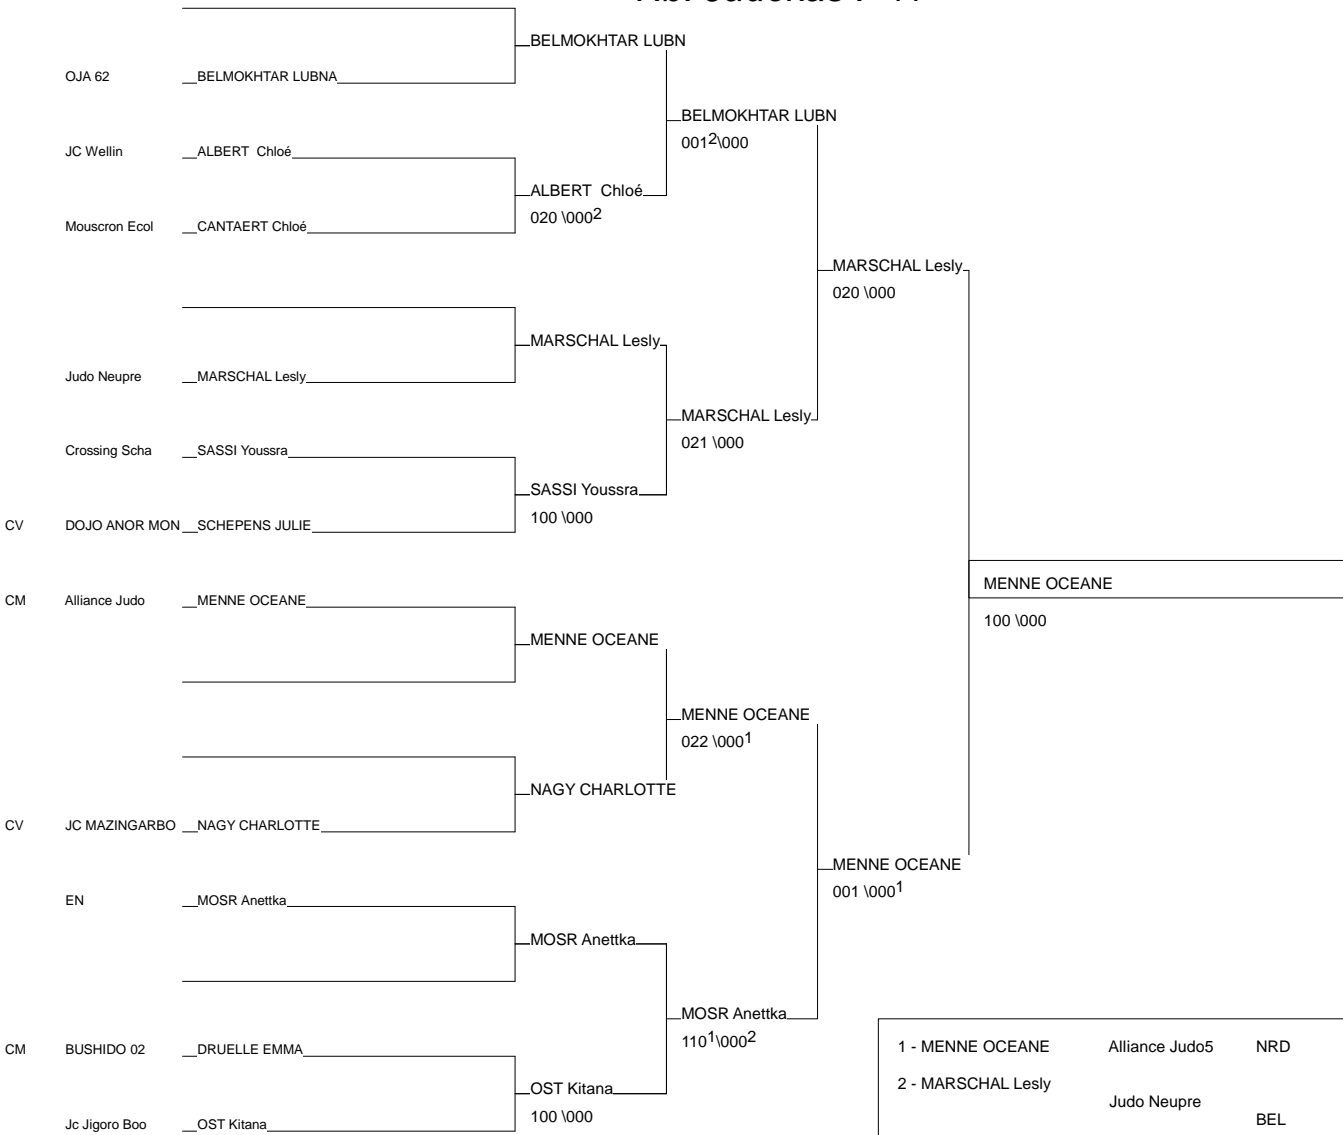 BELMOKHTAR LUBN
OJA 62 BELMOKHTAR LUBNA
BELMOKHTAR LUBN
0012\000
JC Wellin ALBERT Chloé
ALBERT Chloé
020 \0002
Mouscron Ecol CANTAERT Chloé
MARSCHAL Lesly
020 \000
MARSCHAL Lesly
Judo Neupre MARSCHAL Lesly
MARSCHAL Lesly
021 \000
Crossing Scha SASSI Youssra
SASSI Youssra
100 \000
CV DOJO ANOR MON SCHEPENS JULIE
MENNE OCEANE
100 \000
CM Alliance Judo MENNE OCEANE
MENNE OCEANE
MENNE OCEANE
022 \0001
NAGY CHARLOTTE
CV JC MAZINGARBO NAGY CHARLOTTE
MENNE OCEANE
001 \0001
EN MOSR Anettka
MOSR Anettka
MOSR Anettka
1101\0002
CM BUSHIDO 02 DRUELLE EMMA
OST Kitana
100 \000
Jc Jigoro Boo OST Kitana
1 - MENNE OCEANE Alliance Judo5 NRD
2 - MARSCHAL Lesly
Judo Neupre
BEL